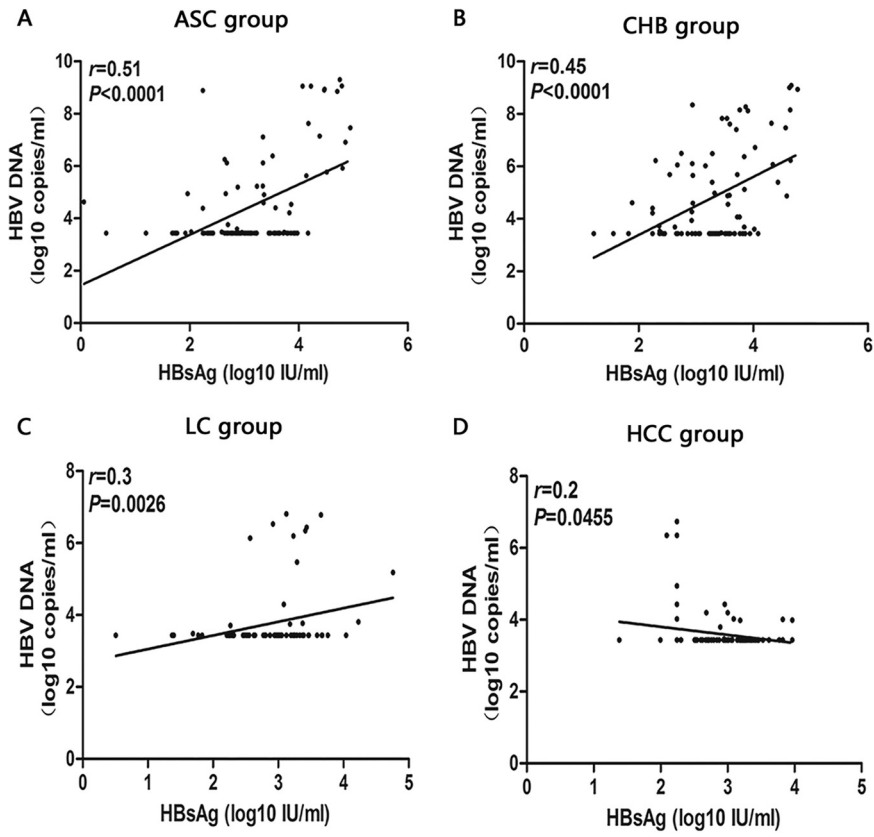 A
ASC group
r=0.51
P<0.0001
HBV DNA
(log10 copies/ml)
10
8
6
4
2
0
0 2 4 6
HBsAg (log10 IU/ml)
B
CHB group
r=0.45
P<0.0001
HBV DNA
(log10 copies/ml)
10
8
6
4
2
0
0 2 4 6
HBsAg (log10 IU/ml)
C
LC group
r=0.3
P=0.0026
HBV DNA
(log10 copies/ml)
8
6
4
2
0
0 1 2 3 4 5
HBsAg (log10 IU/ml)
D
HCC group
r=0.2
P=0.0455
HBV DNA
(log10 copies/ml)
8
6
4
2
0
0 1 2 3 4 5
HBsAg (log10 IU/ml)